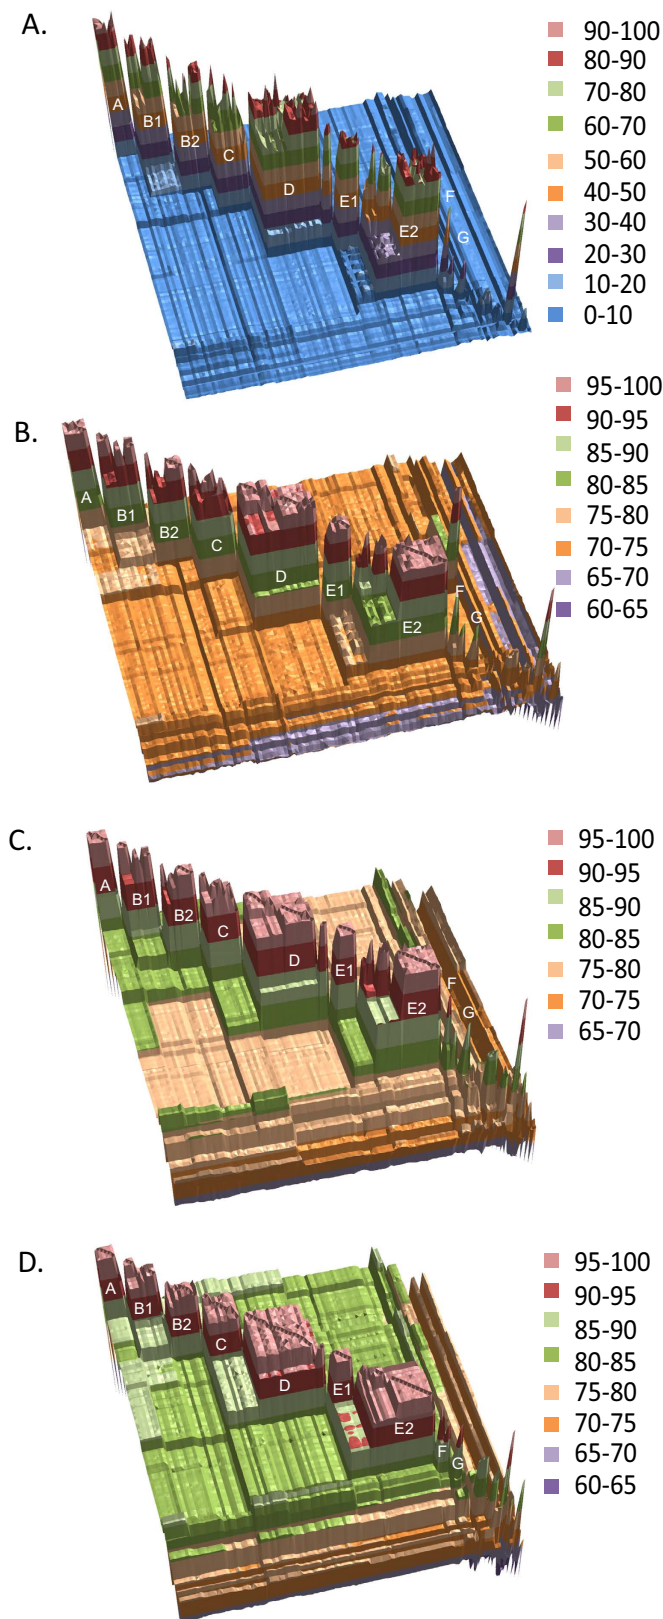 A.
90-100
80-90
70-80
60-70
50-60
40-50
30-40
20-30
10-20
0-10
A
B1
B2
C
D
E1
E2
F
G
B.
95-100
90-95
85-90
80-85
75-80
70-75
65-70
60-65
A
B1
B2
C
D
E1
E2
F
G
C.
95-100
90-95
85-90
80-85
75-80
70-75
65-70
A
B1
B2
C
D
E1
E2
F
G
D.
95-100
90-95
85-90
80-85
75-80
70-75
65-70
60-65
A
B1
B2
C
D
E1
E2
F
G